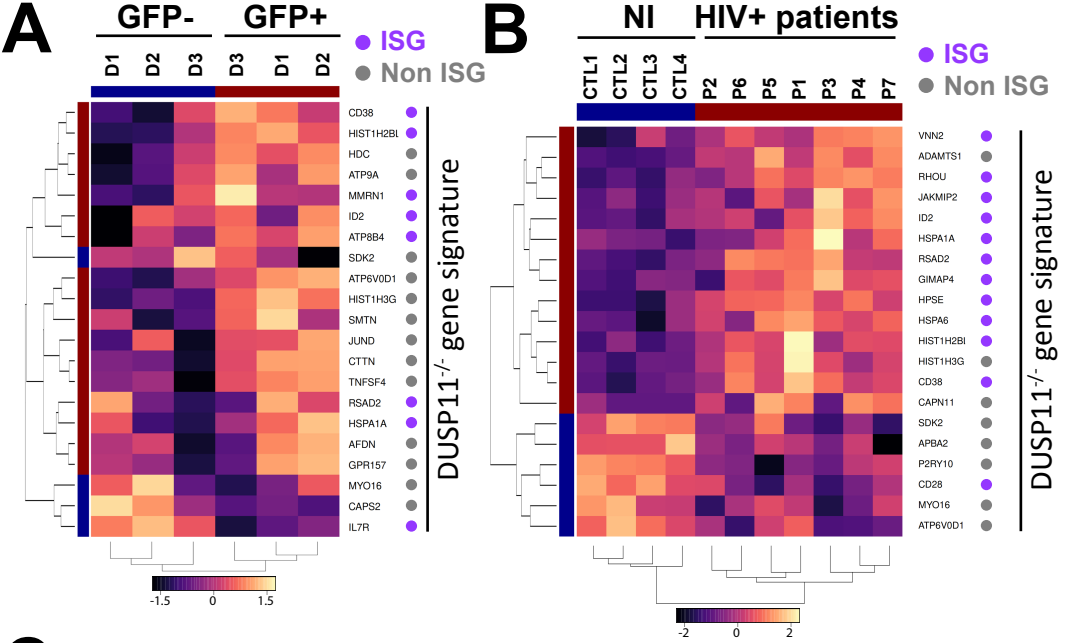 A
GFP- GFP+
D1 D2 D3 D3 D1 D2
ISG
Non ISG
CD38
HIST1H2BL
HDC
ATP9A
MMRN1
ID2
ATP8B4
SDK2
ATP6V0D1
HIST1H3G
SMTN
JUND
CTTN
TNFSF4
RSAD2
HSPA1A
AFDN
GPR157
MYO16
CAPS2
IL7R
DUSP11-/- gene signature
-1.5 0 1.5
B
NI HIV+ patients
CTL1 CTL2 CTL3 CTL4 P2 P6 P5 P1 P3 P4 P7
ISG
Non ISG
VNN2
ADAMTS1
RHOU
JAKMIP2
ID2
HSPA1A
RSAD2
GIMAP4
HPSE
HSPA6
HIST1H2BI
HIST1H3G
CD38
CAPN11
SDK2
APBA2
P2RY10
CD28
MYO16
ATP6V0D1
DUSP11-/- gene signature
-2 0 2